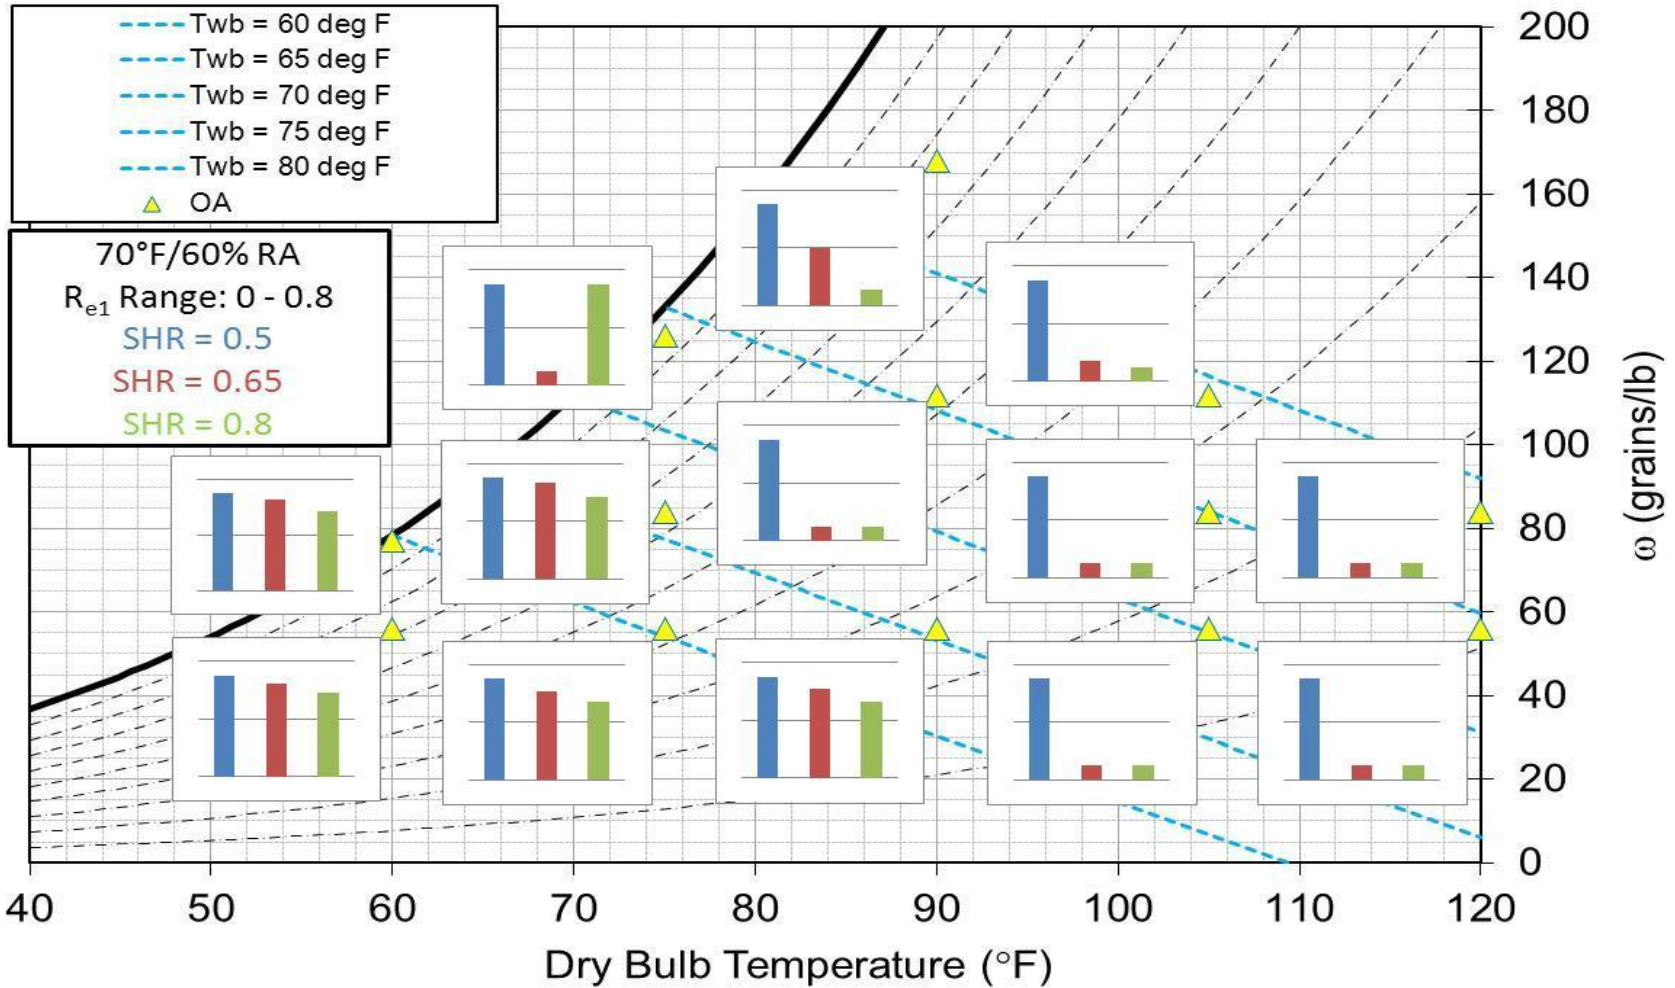 Twb = 60 deg F
Twb = 65 deg F
Twb = 70 deg F
Twb = 75 deg F
Twb = 80 deg F
OA
70°F/60% RA
Re1 Range: 0 - 0.8
SHR = 0.5
SHR = 0.65
SHR = 0.8
200
180
160
140
120
100
80
60
40
20
0
ω (grains/lb)
40 50 60 70 80 90 100 110 120
Dry Bulb Temperature (°F)